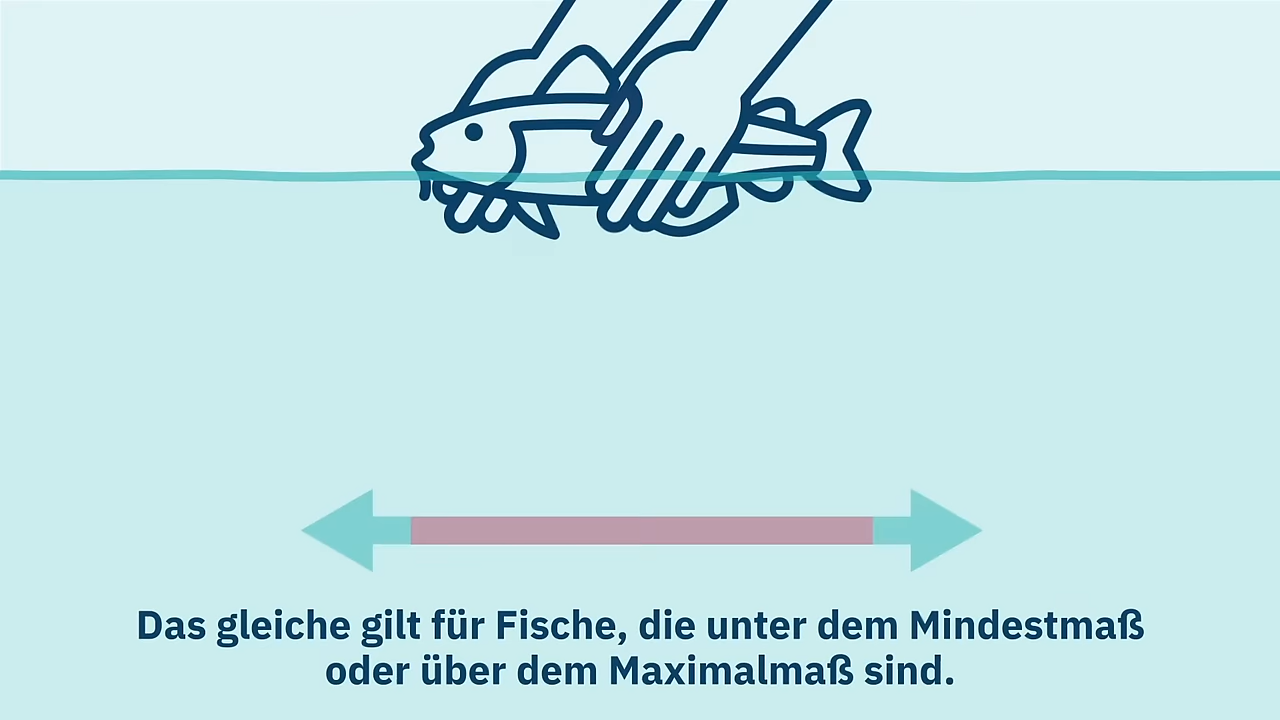 Das gleiche gilt für Fische, die unter dem Mindestmaß
oder über dem Maximalmaß sind.